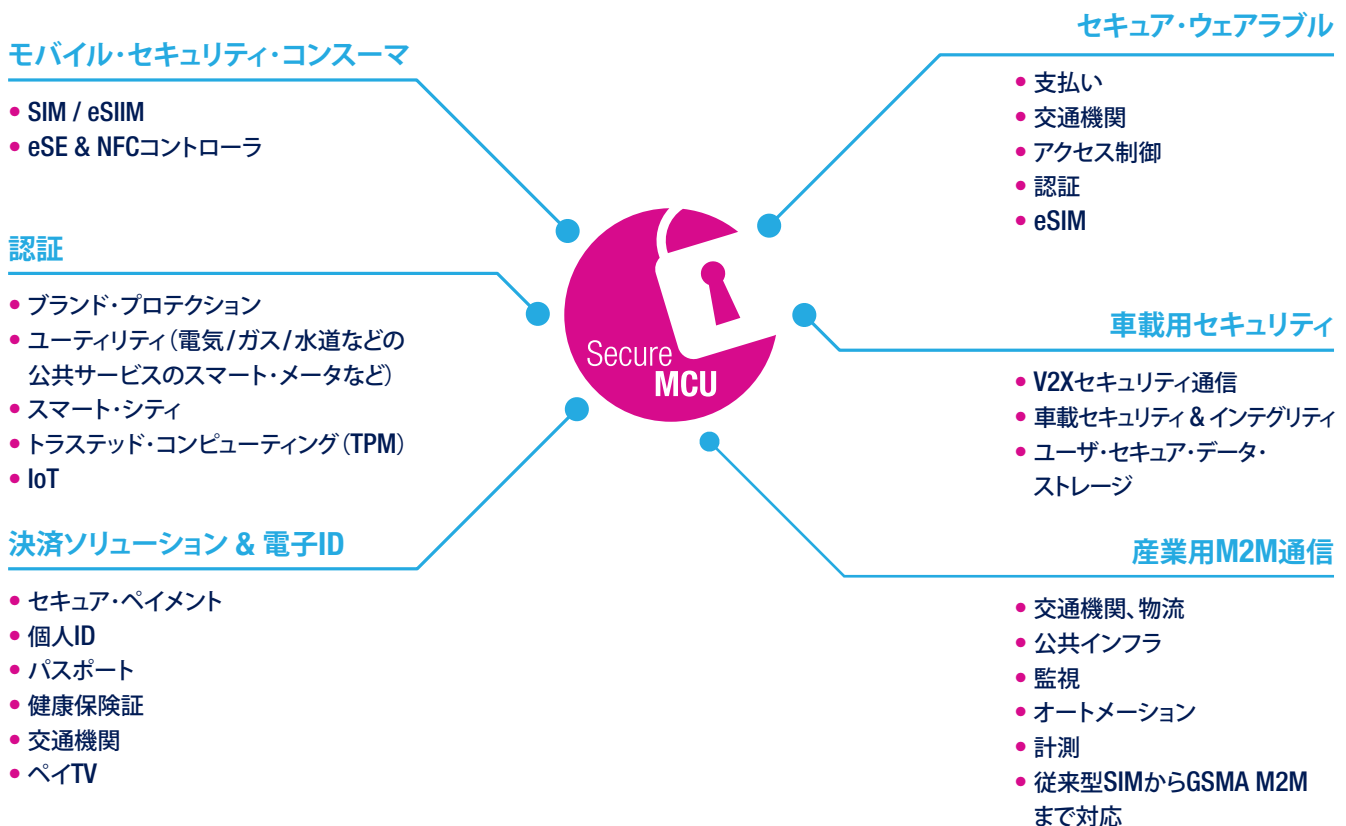 モバイル・セキュリティ・コンスーマ
• SIM / eSIIM
• eSE & NFCコントローラ
認証
• ブランド・プロテクション
• ユーティリティ（電気/ガス/水道などの
公共サービスのスマート・メータなど）
• スマート・シティ
• トラステッド・コンピューティング（TPM）
• IoT
決済ソリューション & 電子ID
• セキュア・ペイメント
• 個人ID
• パスポート
• 健康保険証
• 交通機関
• ペイTV
Secure
MCU
セキュア・ウェアラブル
• 支払い
• 交通機関
• アクセス制御
• 認証
• eSIM
車載用セキュリティ
• V2Xセキュリティ通信
• 車載セキュリティ & インテグリティ
• ユーザ・セキュア・データ・
ストレージ
産業用M2M通信
• 交通機関、物流
• 公共インフラ
• 監視
• オートメーション
• 計測
• 従来型SIMからGSMA M2M
まで対応